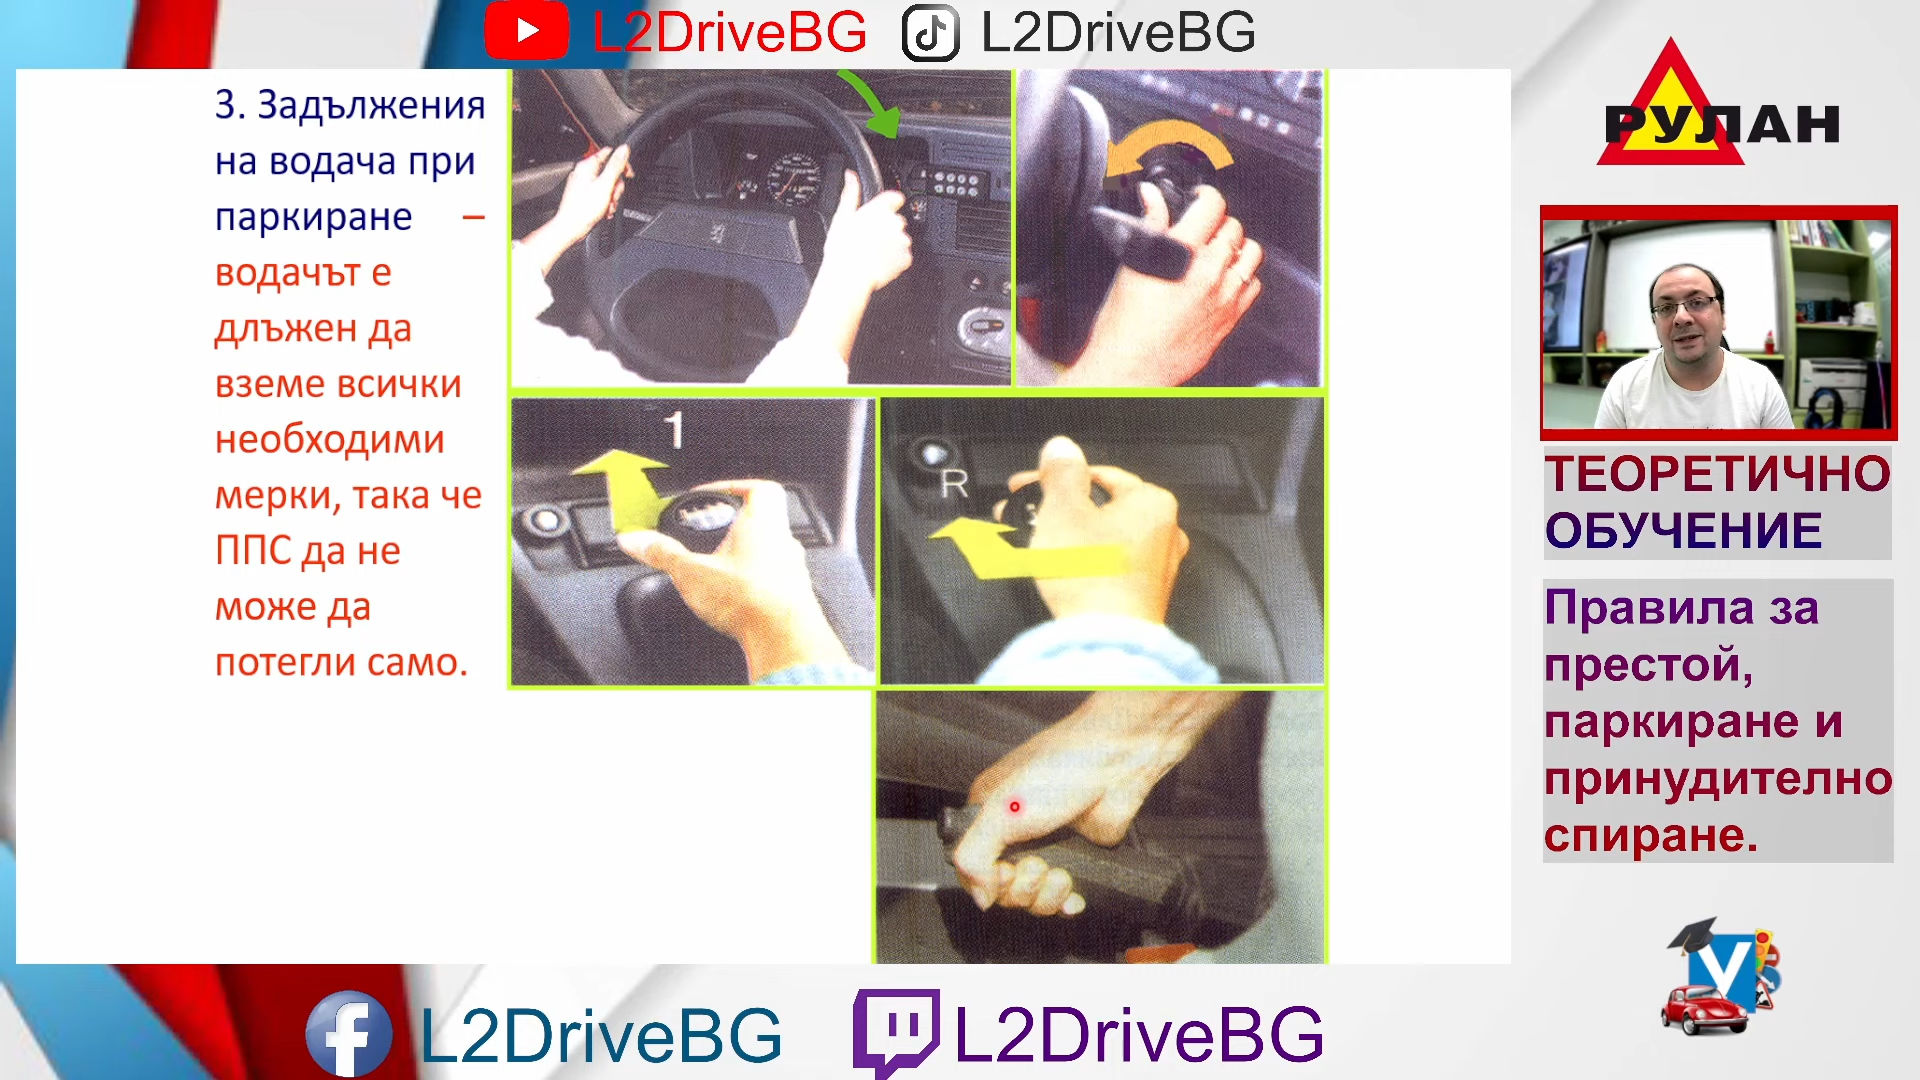 L2DriveBG L2DriveBG
3. Задължения
на водача при
паркиране –
водачът е
длъжен да
вземе всички
необходими
мерки, така че
ППС да не
може да
потегли само.
1
R
РУЛАН
ТЕОРЕТИЧНО
ОБУЧЕНИЕ
Правила за
престой,
паркиране и
принудително
спиране.
У
L2DriveBG L2DriveBG